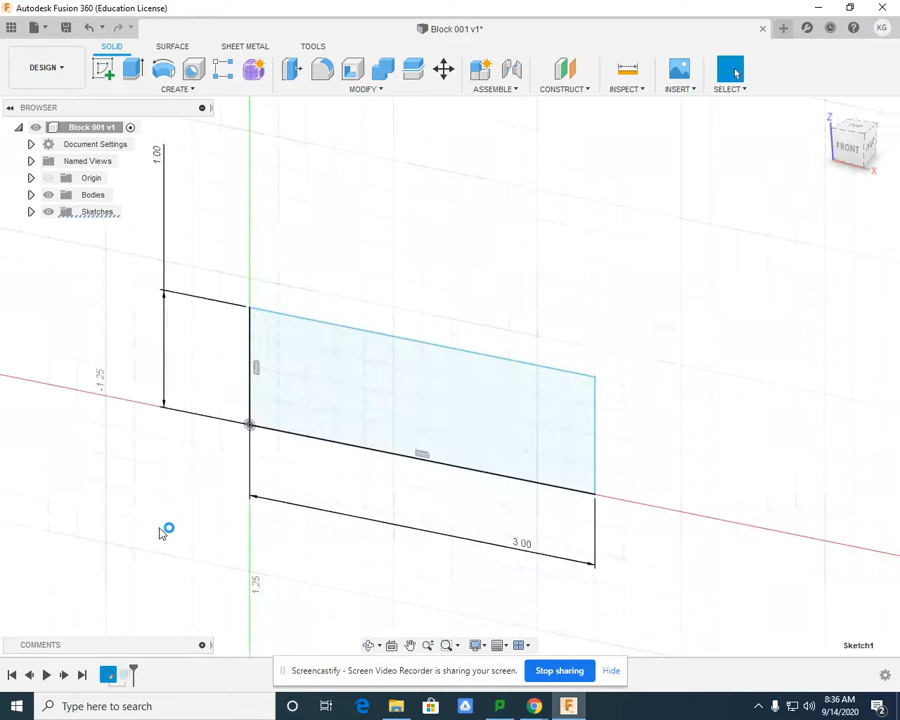 Autodesk Fusion 360 (Education License)
Block 001 v1*
KG
SOLID SURFACE SHEET METAL TOOLS
DESIGN
CREATE MODIFY ASSEMBLE CONSTRUCT INSPECT INSERT SELECT
BROWSER
Block 001 v1
Document Settings
Named Views
Origin
Bodies
Sketches
Z
FRONT
X
1.00
-1.25
3.00
1.25
COMMENTS
Sketch1
Screencastify - Screen Video Recorder is sharing your screen. Stop sharing Hide
Type here to search
8:36 AM
9/14/2020
2